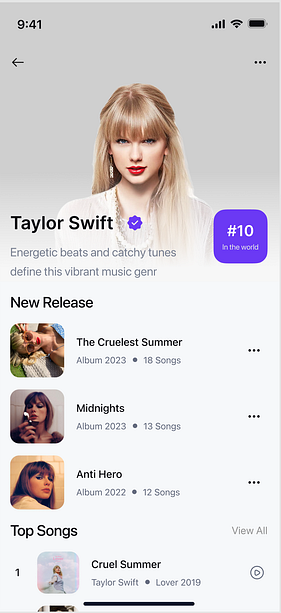 9:41
Taylor Swift
#10
In the world
Energetic beats and catchy tunes
define this vibrant music genr
New Release
The Cruelest Summer
Album 2023 • 18 Songs
Midnights
Album 2023 • 13 Songs
Anti Hero
Album 2022 • 12 Songs
Top Songs
View All
1
Cruel Summer
Taylor Swift • Lover 2019